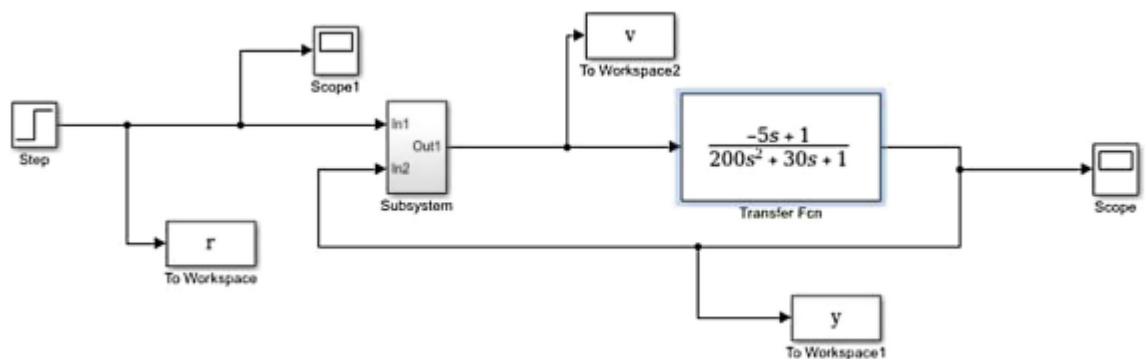 v
To Workspace2
Scope1
Step
In1
Out1
In2
Subsystem
-5s + 1
200s² + 30s + 1
Transfer Fcn
Scope
r
To Workspace
y
To Workspace1